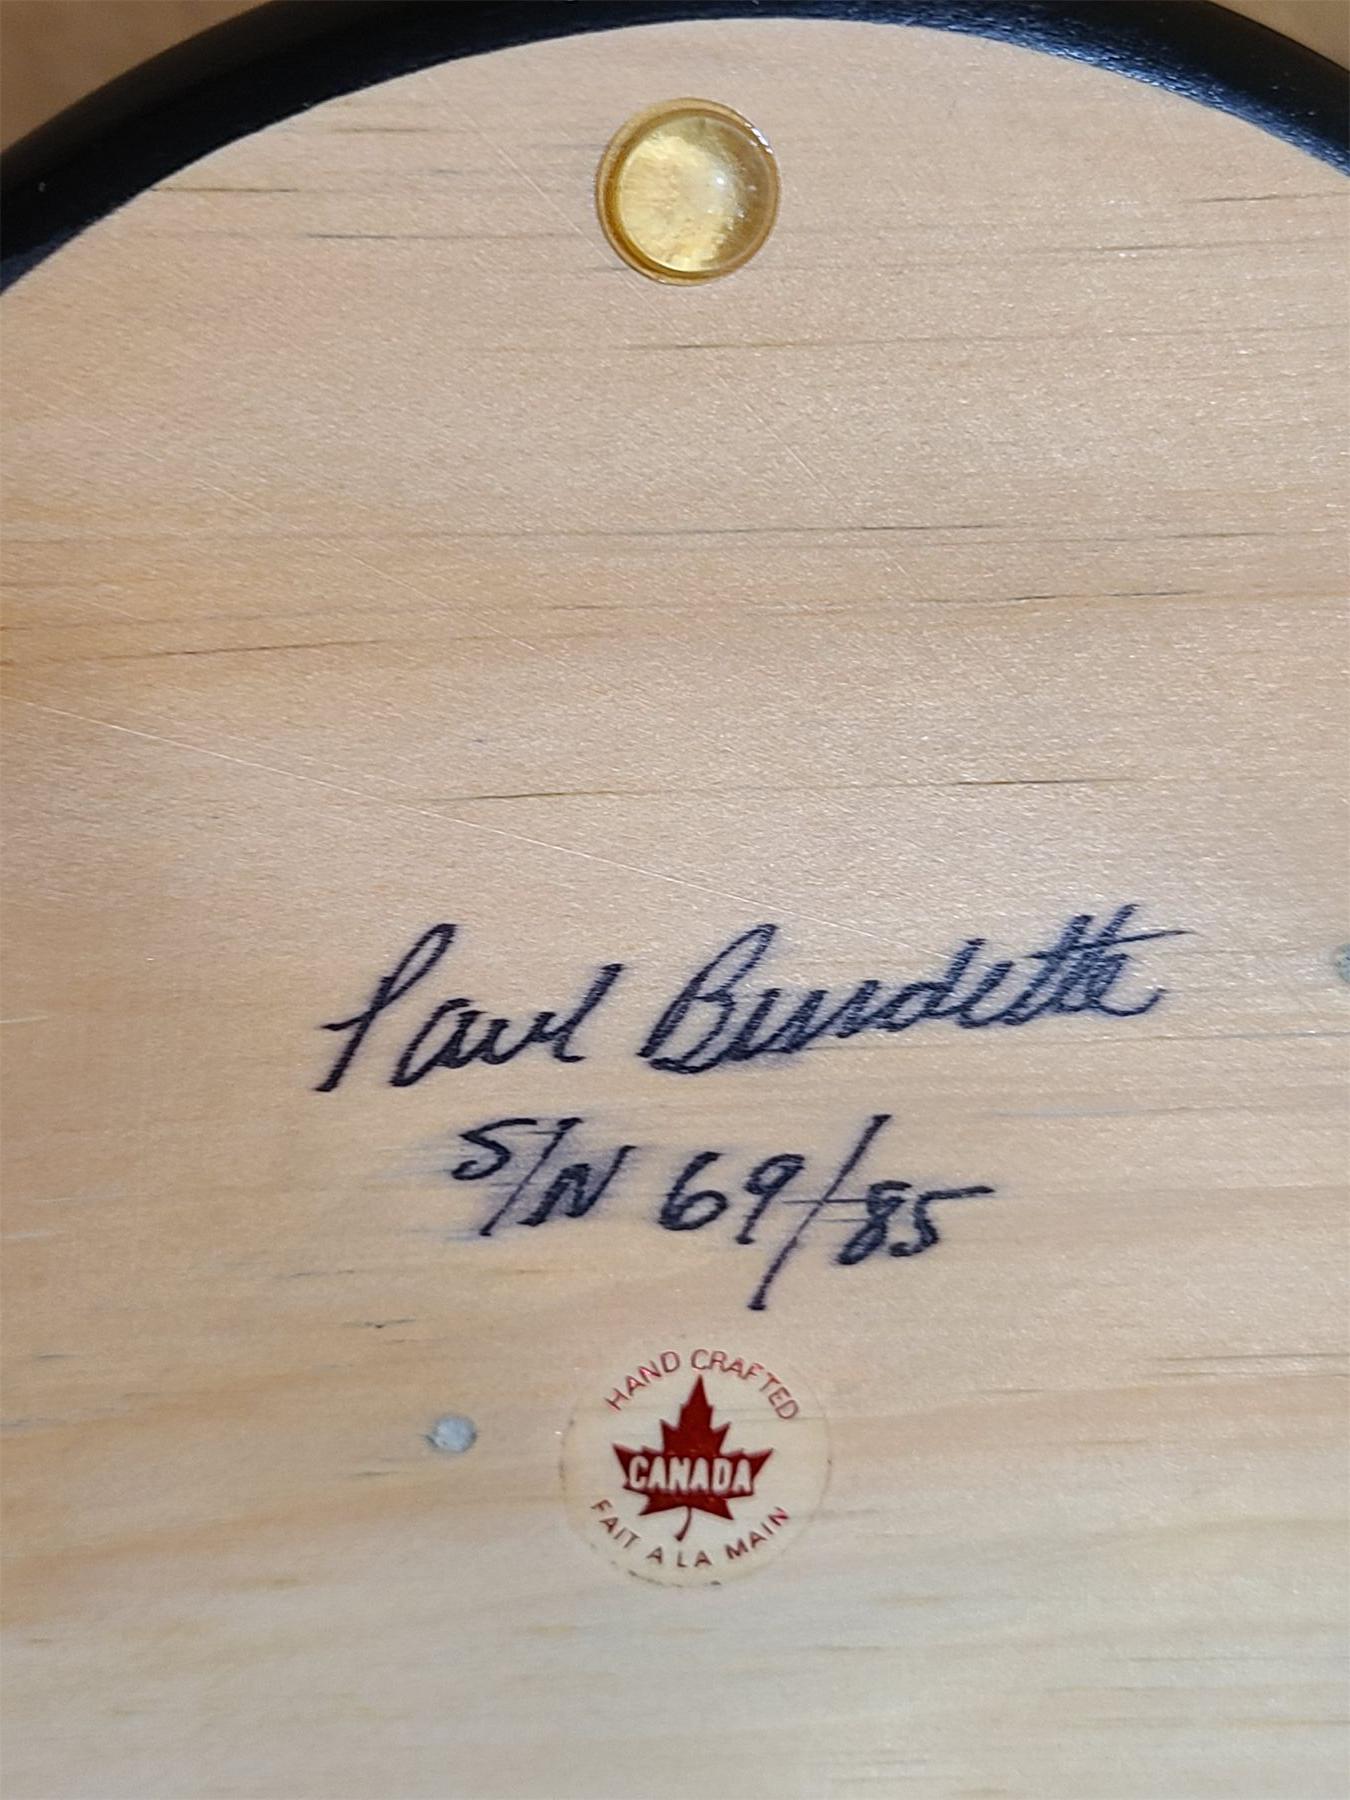 Paul Burdette
S/N 69/85
HAND CRAFTED
CANADA
FAIT A LA MAIN